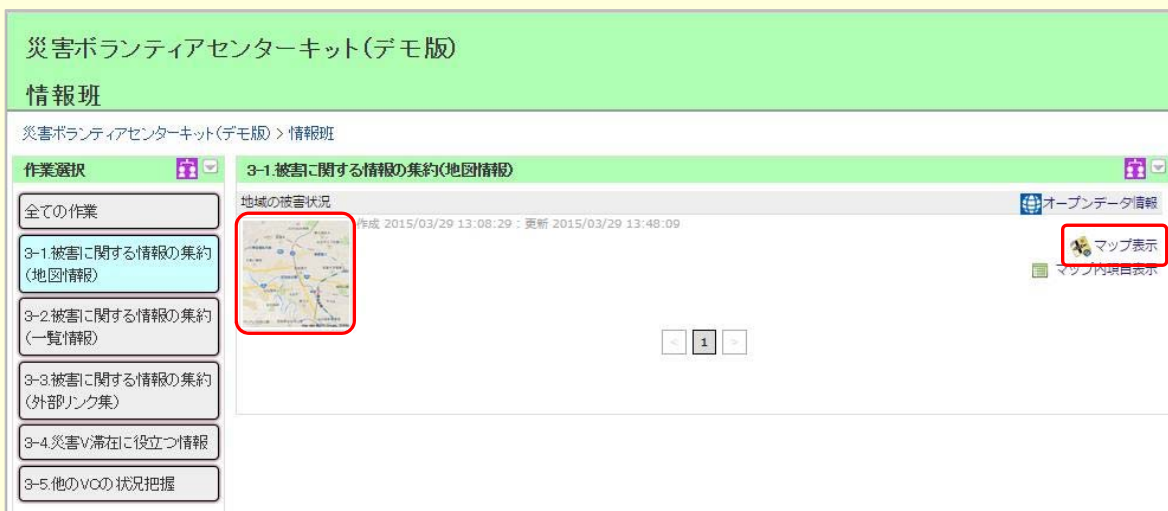 災害ボランティアセンターキット(デモ版)
情報班
災害ボランティアセンターキット(デモ版) > 情報班
作業選択
全ての作業
3-1.被害に関する情報の集約
(地図情報)
3-2.被害に関する情報の集約
(一覧情報)
3-3.被害に関する情報の集約
(外部リンク集)
3-4.災害V滞在に役立つ情報
3-5.他のVCの状況把握
3-1.被害に関する情報の集約(地図情報)
地域の被害状況
オープンデータ情報
作成 2015/03/29 13:08:29 : 更新 2015/03/29 13:48:09
マップ表示
マップ内項目表示
< 1 >